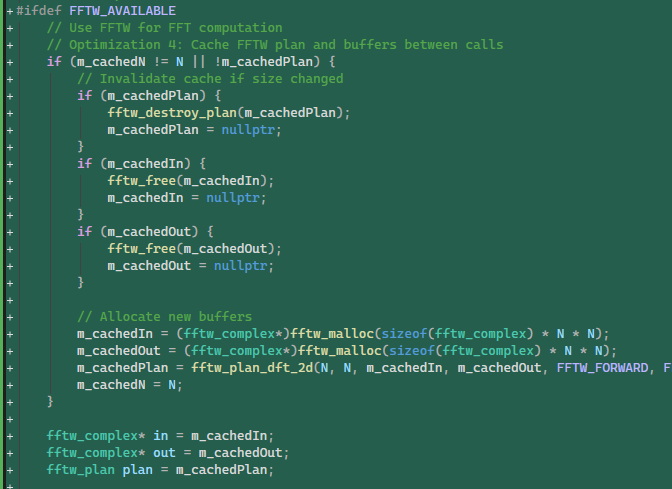 +#ifdef FFTW_AVAILABLE
+    // Use FFTW for FFT computation
+    // Optimization 4: Cache FFTW plan and buffers between calls
+    if (m_cachedN != N || !m_cachedPlan) {
+        // Invalidate cache if size changed
+        if (m_cachedPlan) {
+            fftw_destroy_plan(m_cachedPlan);
+            m_cachedPlan = nullptr;
+        }
+        if (m_cachedIn) {
+            fftw_free(m_cachedIn);
+            m_cachedIn = nullptr;
+        }
+        if (m_cachedOut) {
+            fftw_free(m_cachedOut);
+            m_cachedOut = nullptr;
+        }
+
+        // Allocate new buffers
+        m_cachedIn = (fftw_complex*)fftw_malloc(sizeof(fftw_complex) * N * N);
+        m_cachedOut = (fftw_complex*)fftw_malloc(sizeof(fftw_complex) * N * N);
+        m_cachedPlan = fftw_plan_dft_2d(N, N, m_cachedIn, m_cachedOut, FFTW_FORWARD, F
+        m_cachedN = N;
+    }
+
+    fftw_complex* in = m_cachedIn;
+    fftw_complex* out = m_cachedOut;
+    fftw_plan plan = m_cachedPlan;
+